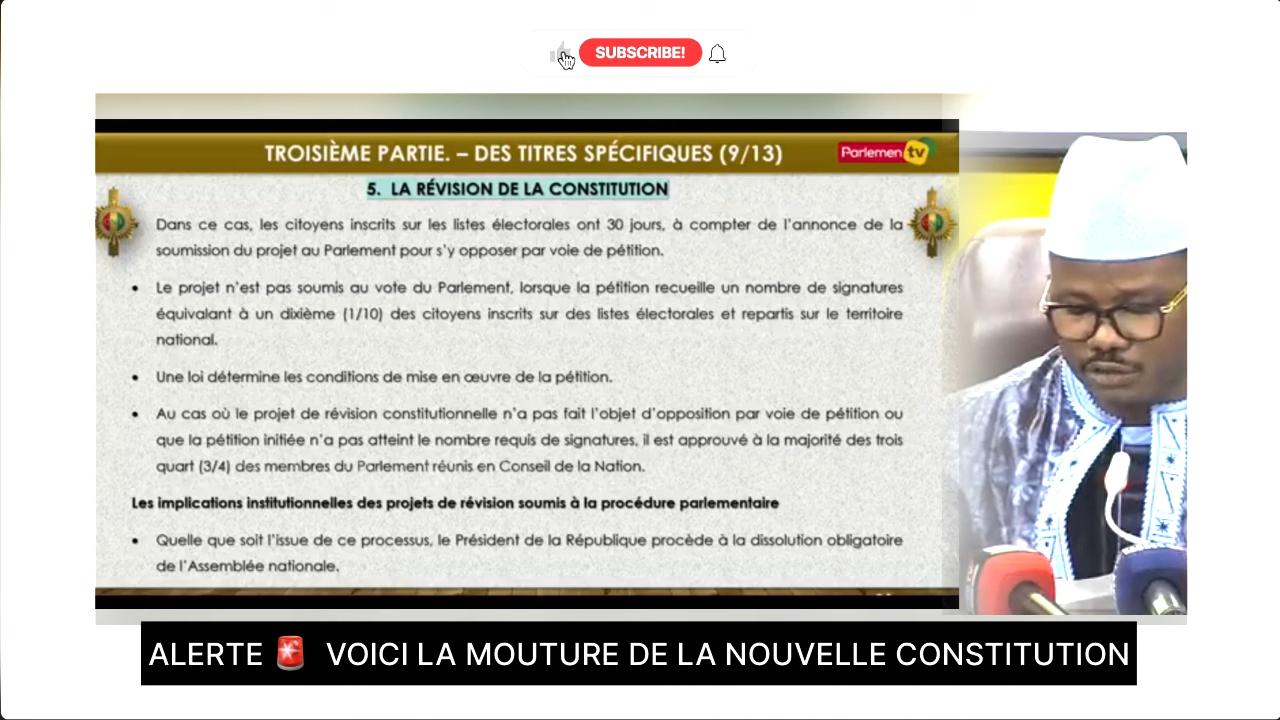 SUBSCRIBE!
TROISIÈME PARTIE. – DES TITRES SPÉCIFIQUES (9/13)
Parlemen tv
5. LA RÉVISION DE LA CONSTITUTION
Dans ce cas, les citoyens inscrits sur les listes électorales ont 30 jours, à compter de l'annonce de la
soumission du projet au Parlement pour s'y opposer par voie de pétition.
• Le projet n'est pas soumis au vote du Parlement, lorsque la pétition recueille un nombre de signatures
équivalant à un dixième (1/10) des citoyens inscrits sur des listes électorales et repartis sur le territoire
national.
• Une loi détermine les conditions de mise en œuvre de la pétition.
• Au cas où le projet de révision constitutionnelle n'a pas fait l'objet d'opposition par voie de pétition ou
que la pétition initiée n'a pas atteint le nombre requis de signatures, il est approuvé à la majorité des trois
quart (3/4) des membres du Parlement réunis en Conseil de la Nation.
Les implications institutionnelles des projets de révision soumis à la procédure parlementaire
• Quelle que soit l'issue de ce processus, le Président de la République procède à la dissolution obligatoire
de l'Assemblée nationale.
ALERTE 🚨 VOICI LA MOUTURE DE LA NOUVELLE CONSTITUTION